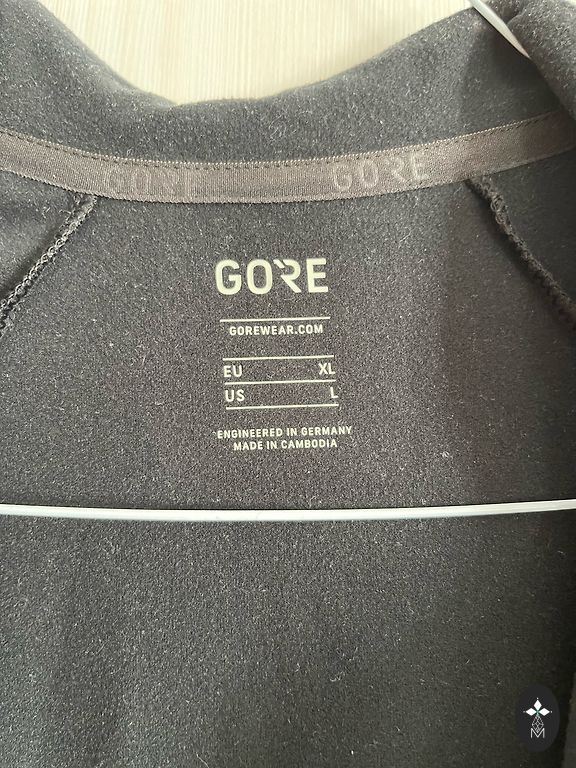 GORE GORE
GORE
GOREWEAR.COM
EU XL
US L
ENGINEERED IN GERMANY
MADE IN CAMBODIA
M